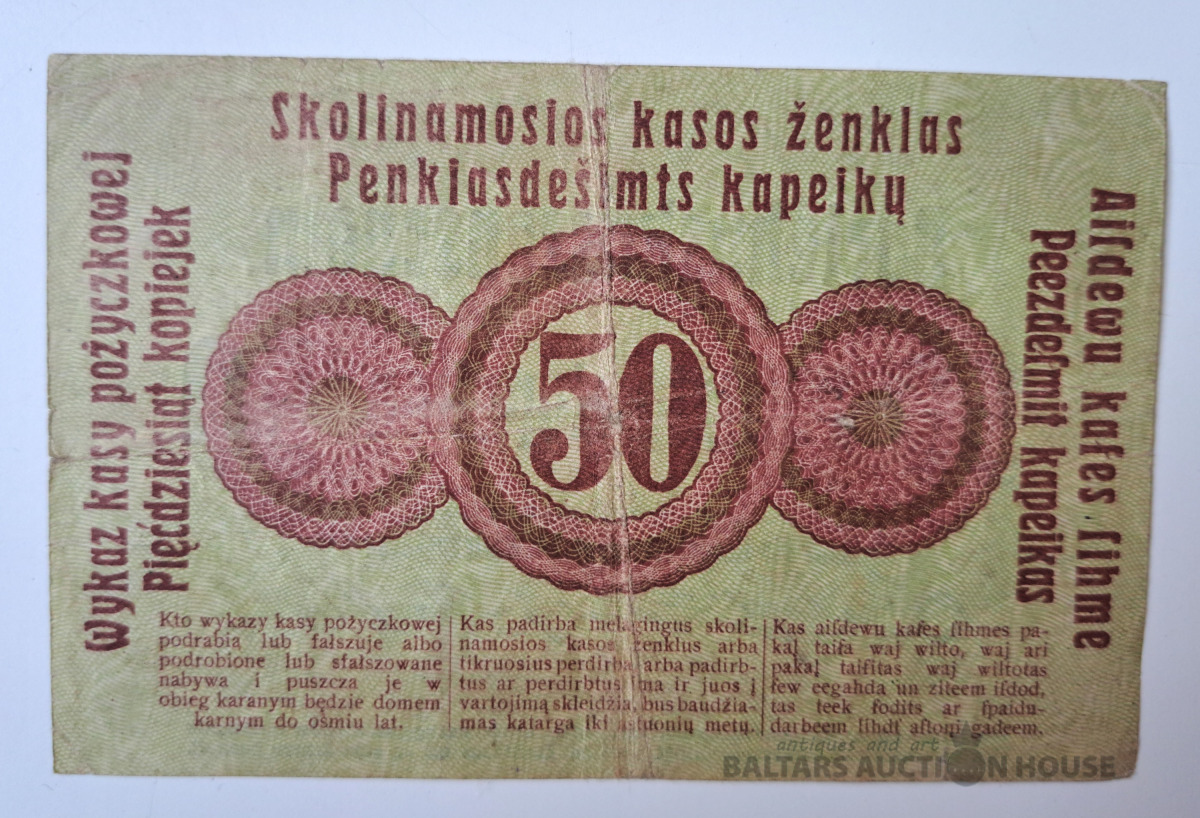 Skolinamosios kasos ženklas
Penkiasdešimts kapeikų
Wykaz kasy pożyczkowej
Pięćdziesiąt kopiejek
50
Aiſdewu kaſes ſihme
Peezdeſmit kapeikas
Kto wykazy kasy pożyczkowej
podrabia lub fałszuje albo
podrobione lub sfałszowane
nabywa i puszcza je w
obieg karanym będzie domem
karnym do ośmiu lat.
Kas padirba melagingus skoli-
namosios kasos ženklus arba
tikruosius perdirba arba padirb-
tus ar perdirbtus ima ir juos į
vartojimą skleidžia, bus baudžia-
mas katarga iki aštuonių metų.
Kas aiſdewu kaſes ſihmes pa-
kaļ taiſa waj wilto, waj ari
pakaļ taiſitas waj wiltotas
ſew eegahda un ziteem iſdod,
tas teek ſodits ar ſpaidu-
darbeem lihdſ aſtoņi gadeem.
antiques and art
BALTARS AUCTION HOUSE